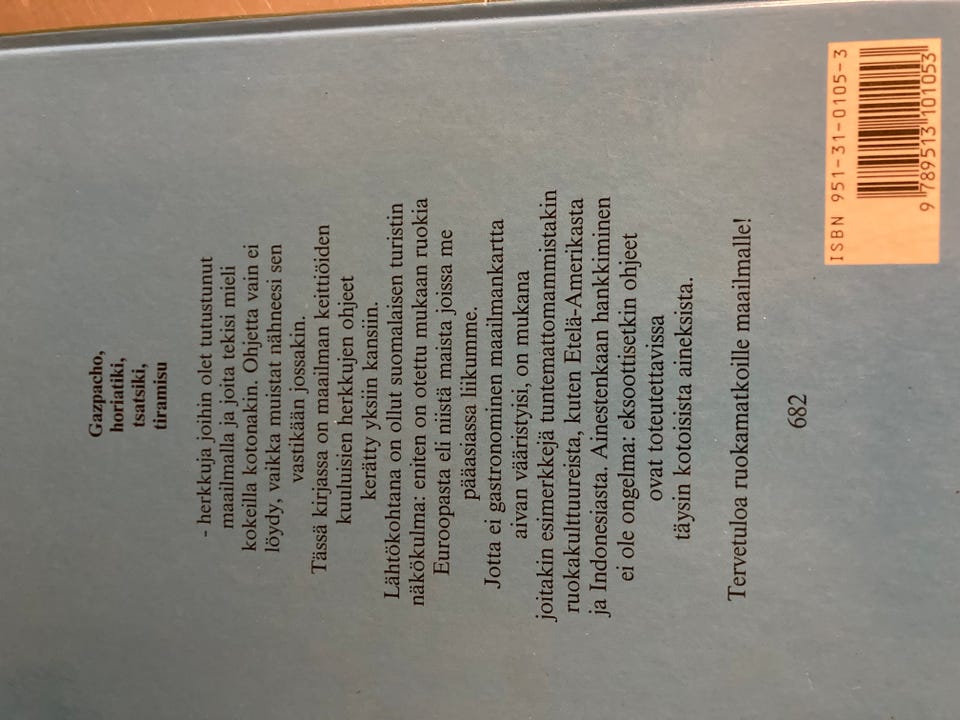 Gazpacho,
horiatiki,
tsatsiki,
tiramisu
- herkkuja joihin olet tutustunut
maailmalla ja joita tekisi mieli
kokeilla kotonakin. Ohjetta vain ei
löydy, vaikka muistat nähneesi sen
vastikään jossakin.
Tässä kirjassa on maailman keittiöiden
kuuluisien herkkujen ohjeet
kerätty yksiin kansiin.
Lähtökohtana on ollut suomalaisen turistin
näkökulma: eniten on otettu mukaan ruokia
Euroopasta eli niistä maista joissa me
pääasiassa liikumme.
Jotta ei gastronominen maailmankartta
aivan vääristyisi, on mukana
joitakin esimerkkejä tuntemattomammistakin
ruokakulttuureista, kuten Etelä-Amerikasta
ja Indonesiasta. Ainestenkaan hankkiminen
ei ole ongelma: eksoottisetkin ohjeet
ovat toteutettavissa
täysin kotoisista aineksista.
Tervetuloa ruokamatkoille maailmalle!
682
ISBN 951-31-0105-3
9 789513 101053